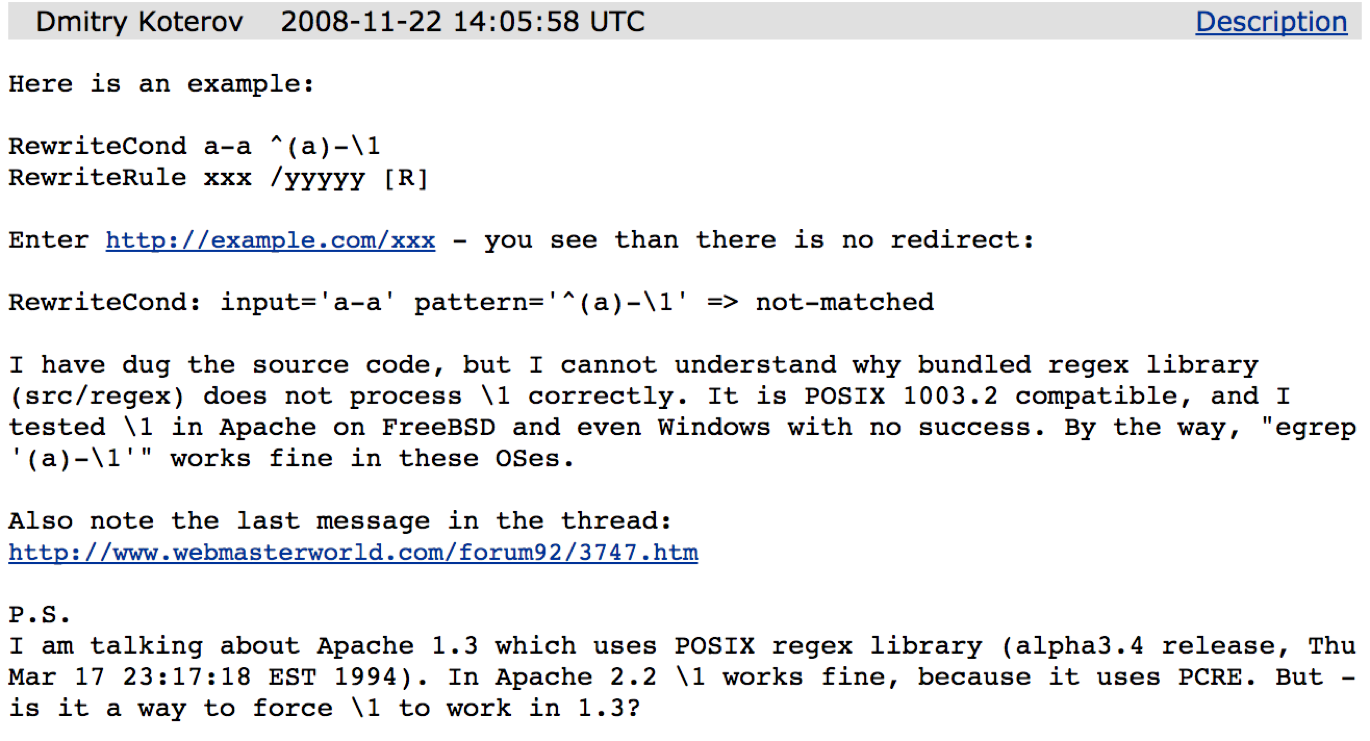 Dmitry Koterov 2008-11-22 14:05:58 UTC Description
Here is an example:
RewriteCond a-a ^(a)-\1
RewriteRule xxx /yyyyy [R]
Enter http://example.com/xxx - you see than there is no redirect:
RewriteCond: input='a-a' pattern='^(a)-\1' => not-matched
I have dug the source code, but I cannot understand why bundled regex library
(src/regex) does not process \1 correctly. It is POSIX 1003.2 compatible, and I
tested \1 in Apache on FreeBSD and even Windows with no success. By the way, "egrep
'(a)-\1'" works fine in these OSes.
Also note the last message in the thread:
http://www.webmasterworld.com/forum92/3747.htm
P.S.
I am talking about Apache 1.3 which uses POSIX regex library (alpha3.4 release, Thu
Mar 17 23:17:18 EST 1994). In Apache 2.2 \1 works fine, because it uses PCRE. But -
is it a way to force \1 to work in 1.3?